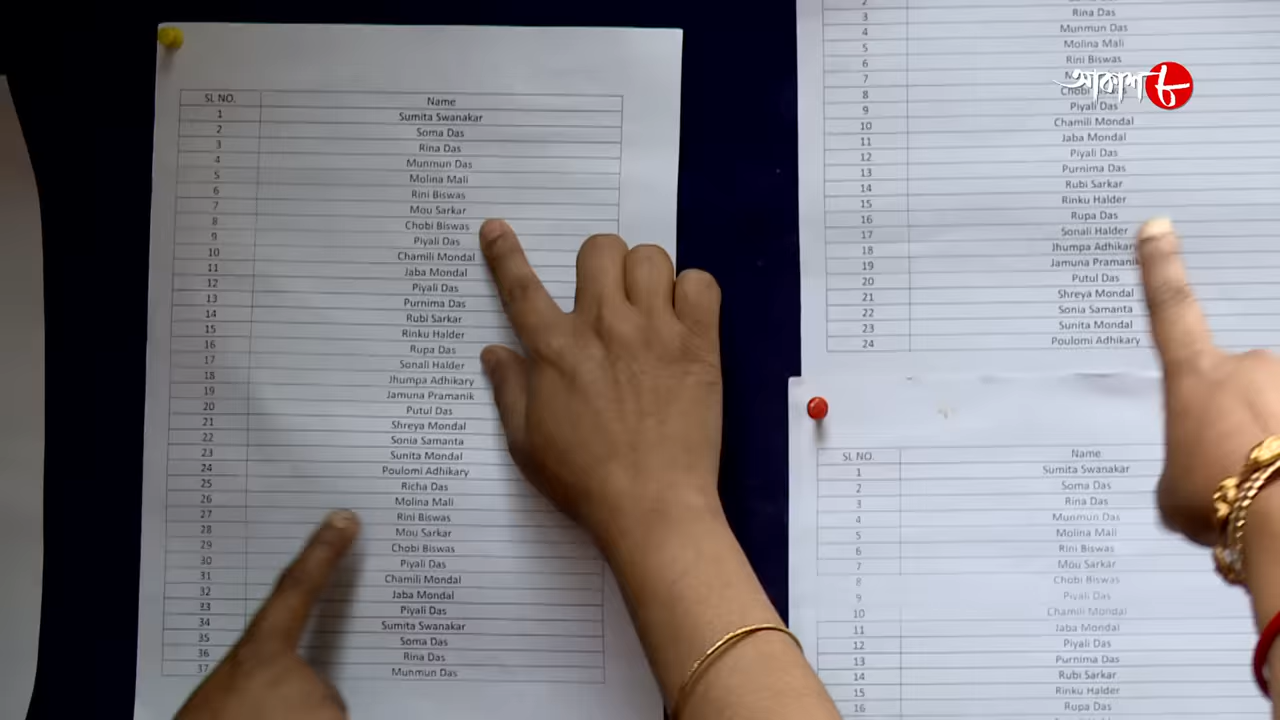 SL NO. Name
1 Sumita Swanakar
2 Soma Das
3 Rina Das
4 Munmun Das
5 Molina Mali
6 Rini Biswas
7 Mou Sarkar
8 Chobi Biswas
9 Piyali Das
10 Chamili Mondal
11 Jaba Mondal
12 Piyali Das
13 Purnima Das
14 Rubi Sarkar
15 Rinku Halder
16 Rupa Das
17 Sonali Halder
18 Jhumpa Adhikary
19 Jamuna Pramanik
20 Putul Das
21 Shreya Mondal
22 Sonia Samanta
23 Sunita Mondal
24 Poulomi Adhikary
25 Richa Das
26 Molina Mali
27 Rini Biswas
28 Mou Sarkar
29 Chobi Biswas
30 Piyali Das
31 Chamili Mondal
32 Jaba Mondal
33 Piyali Das
34 Sumita Swanakar
35 Soma Das
36 Rina Das
37 Munmun Das
2
3 Rina Das
4 Munmun Das
5 Molina Mali
6 Rini Biswas
7
8 Chobi Biswas
9 Piyali Das
10 Chamili Mondal
11 Jaba Mondal
12 Piyali Das
13 Purnima Das
14 Rubi Sarkar
15 Rinku Halder
16 Rupa Das
17 Sonali Halder
18 Jhumpa Adhikary
19 Jamuna Pramanik
20 Putul Das
21 Shreya Mondal
22 Sonia Samanta
23 Sunita Mondal
24 Poulomi Adhikary
আকাশ ৮
SL NO. Name
1 Sumita Swanakar
2 Soma Das
3 Rina Das
4 Munmun Das
5 Molina Mali
6 Rini Biswas
7 Mou Sarkar
8 Chobi Biswas
9 Piyali Das
10 Chamili Mondal
11 Jaba Mondal
12 Piyali Das
13 Purnima Das
14 Rubi Sarkar
15 Rinku Halder
16 Rupa Das